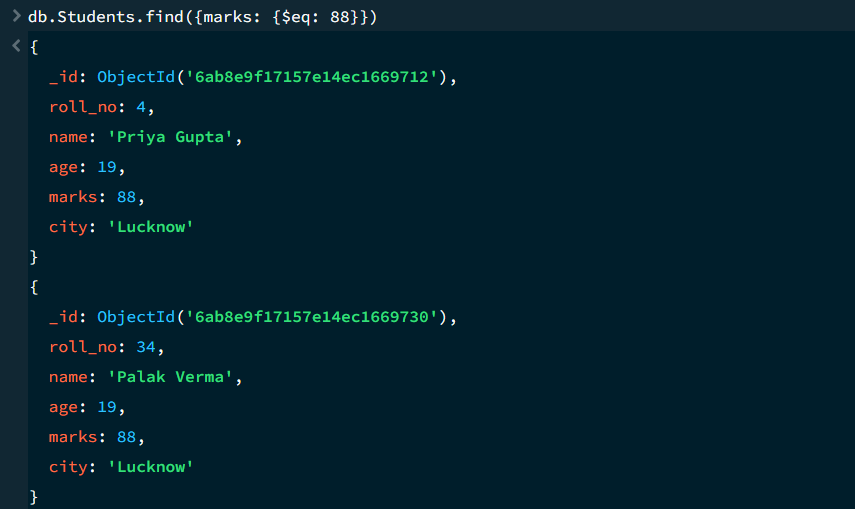 db.Students.find({marks: {$eq: 88}})
{
  _id: ObjectId('6ab8e9f17157e14ec1669712'),
  roll_no: 4,
  name: 'Priya Gupta',
  age: 19,
  marks: 88,
  city: 'Lucknow'
}
{
  _id: ObjectId('6ab8e9f17157e14ec1669730'),
  roll_no: 34,
  name: 'Palak Verma',
  age: 19,
  marks: 88,
  city: 'Lucknow'
}